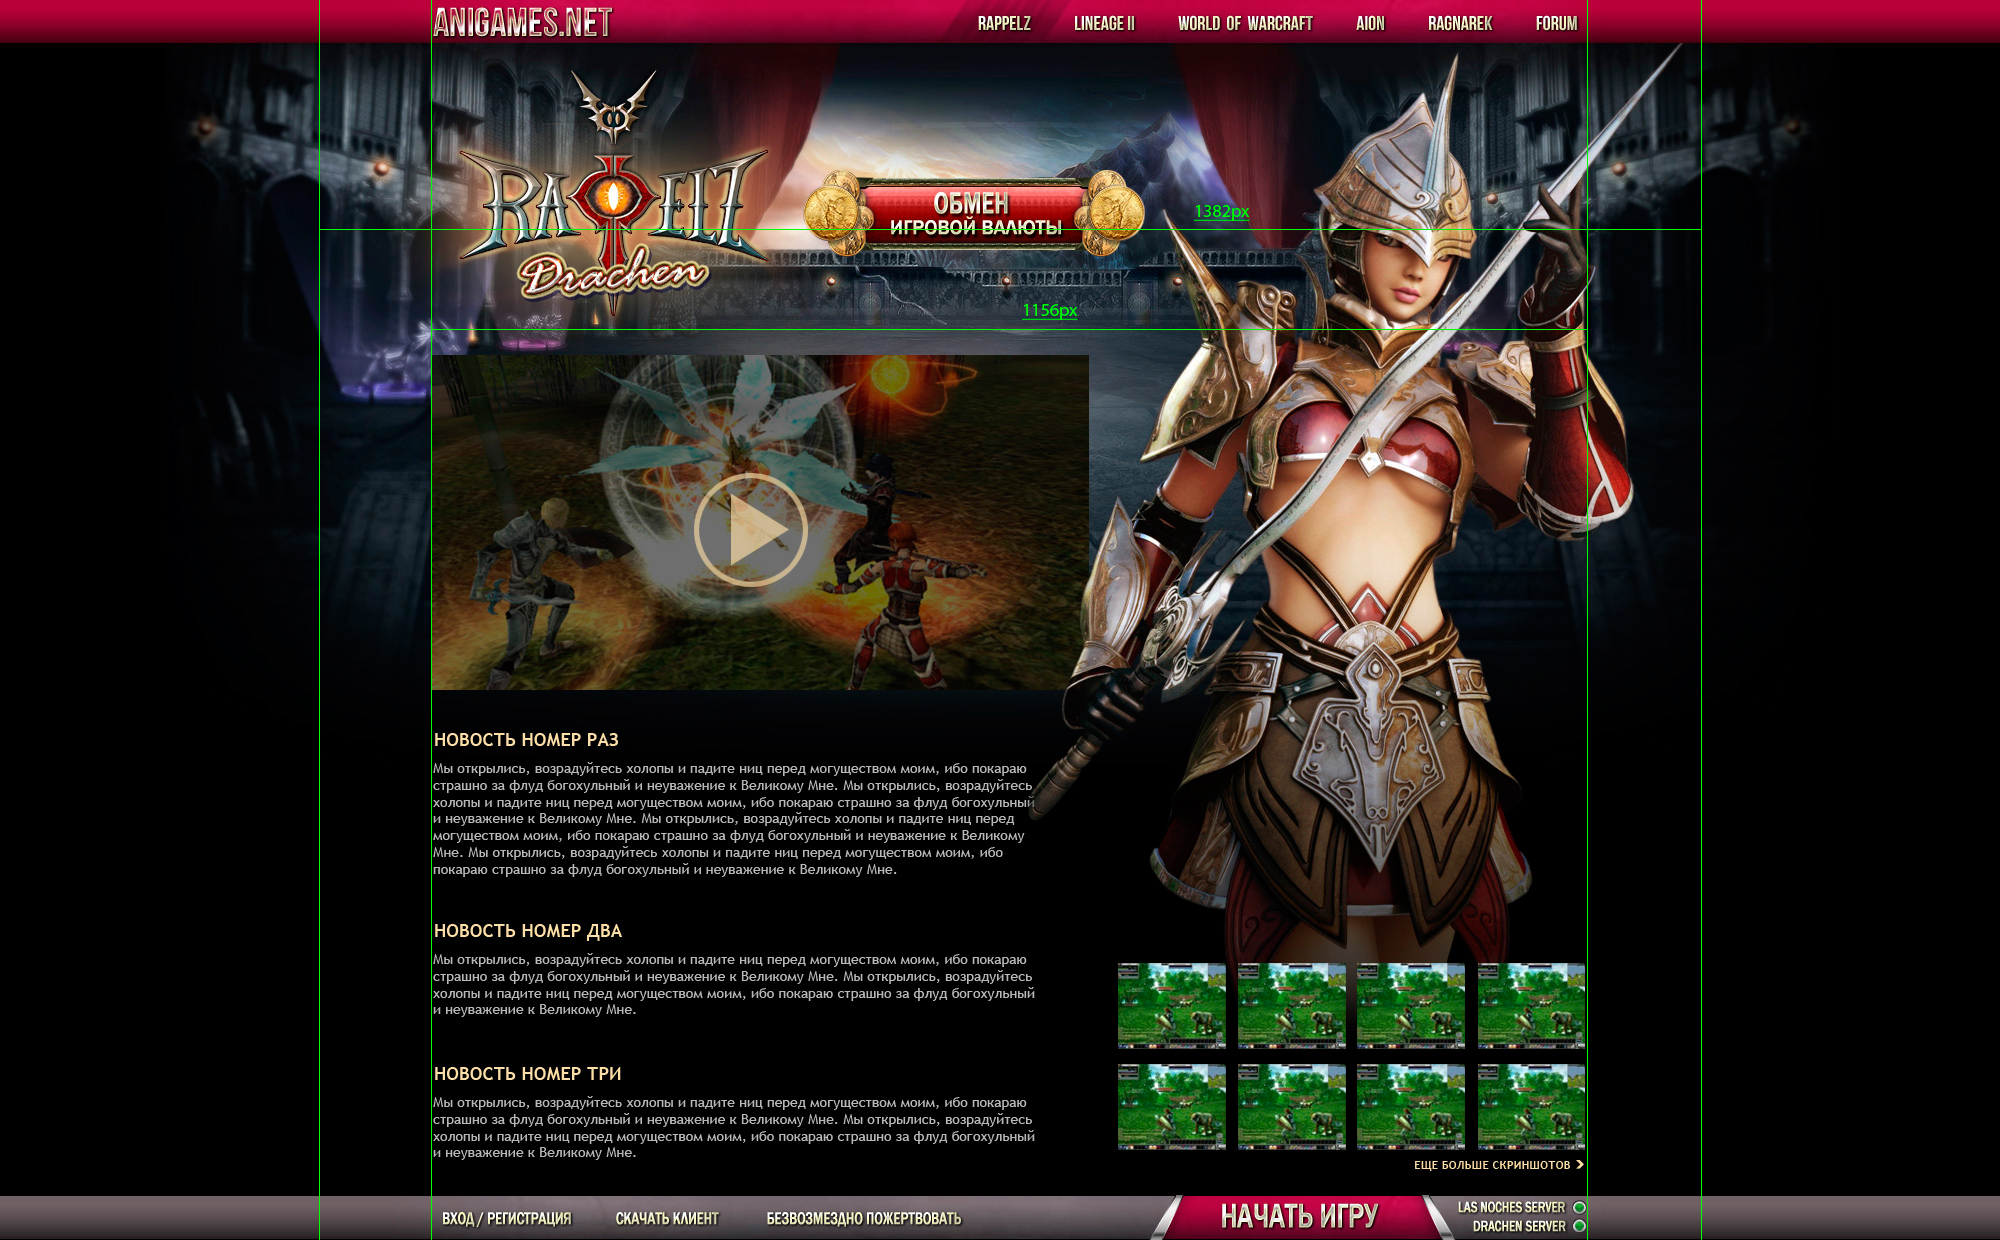 ANIGAMES.NET
RAPPELZ
LINEAGE II
WORLD OF WARCRAFT
AION
RAGNAREK
FORUM
RAPPELZ
Drachen
ОБМЕН
ИГРОВОЙ ВАЛЮТЫ
1382px
1156px
НОВОСТЬ НОМЕР РАЗ
Мы открылись, возрадуйтесь холопы и падите ниц перед могуществом моим, ибо покараю
страшно за флуд богохульный и неуважение к Великому Мне. Мы открылись, возрадуйтесь
холопы и падите ниц перед могуществом моим, ибо покараю страшно за флуд богохульный
и неуважение к Великому Мне. Мы открылись, возрадуйтесь холопы и падите ниц перед
могуществом моим, ибо покараю страшно за флуд богохульный и неуважение к Великому
Мне. Мы открылись, возрадуйтесь холопы и падите ниц перед могуществом моим, ибо
покараю страшно за флуд богохульный и неуважение к Великому Мне.
НОВОСТЬ НОМЕР ДВА
Мы открылись, возрадуйтесь холопы и падите ниц перед могуществом моим, ибо покараю
страшно за флуд богохульный и неуважение к Великому Мне. Мы открылись, возрадуйтесь
холопы и падите ниц перед могуществом моим, ибо покараю страшно за флуд богохульный
и неуважение к Великому Мне.
НОВОСТЬ НОМЕР ТРИ
Мы открылись, возрадуйтесь холопы и падите ниц перед могуществом моим, ибо покараю
страшно за флуд богохульный и неуважение к Великому Мне. Мы открылись, возрадуйтесь
холопы и падите ниц перед могуществом моим, ибо покараю страшно за флуд богохульный
и неуважение к Великому Мне.
ЕЩЕ БОЛЬШЕ СКРИНШОТОВ
ВХОД / РЕГИСТРАЦИЯ
СКАЧАТЬ КЛИЕНТ
БЕЗВОЗМЕЗДНО ПОЖЕРТВОВАТЬ
НАЧАТЬ ИГРУ
LAS NOCHES SERVER
DRACHEN SERVER